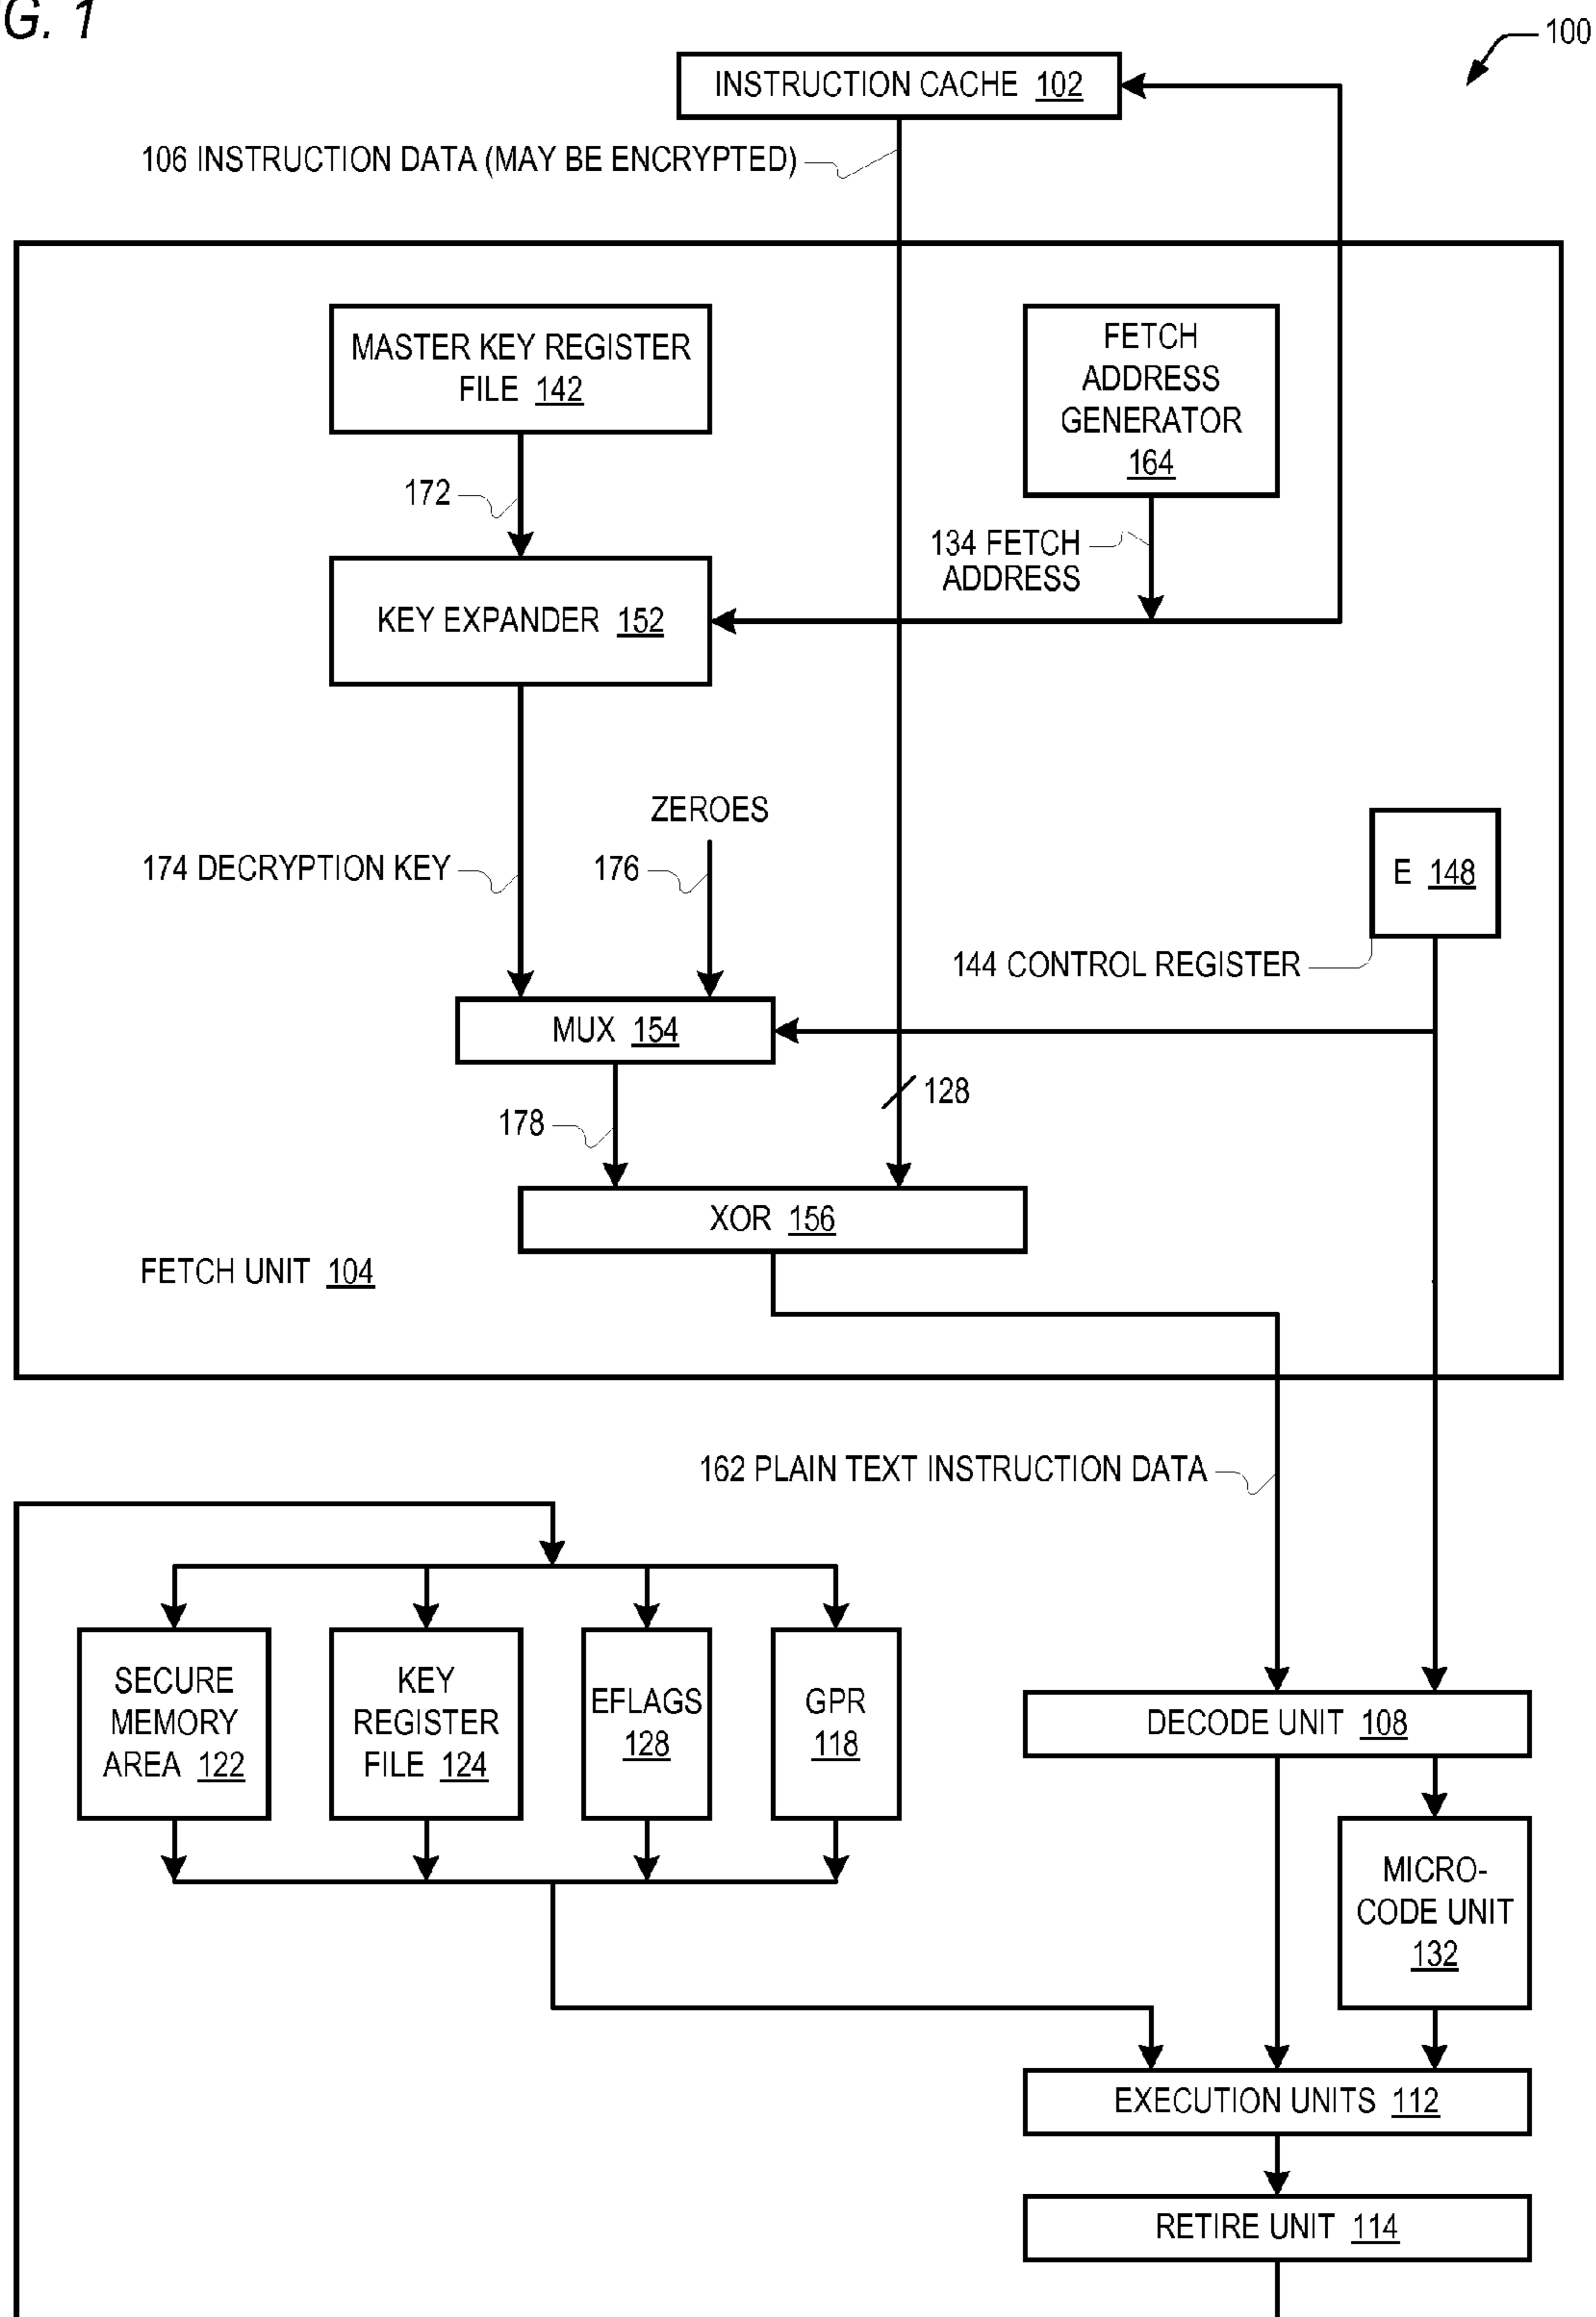 G. 1
100
INSTRUCTION CACHE 102
106 INSTRUCTION DATA (MAY BE ENCRYPTED)
MASTER KEY REGISTER
FILE 142
FETCH
ADDRESS
GENERATOR
164
172
134 FETCH
ADDRESS
KEY EXPANDER 152
ZEROES
174 DECRYPTION KEY
176
E 148
144 CONTROL REGISTER
MUX 154
128
178
XOR 156
FETCH UNIT 104
162 PLAIN TEXT INSTRUCTION DATA
SECURE
MEMORY
AREA 122
KEY
REGISTER
FILE 124
EFLAGS
128
GPR
118
DECODE UNIT 108
MICRO-
CODE UNIT
132
EXECUTION UNITS 112
RETIRE UNIT 114